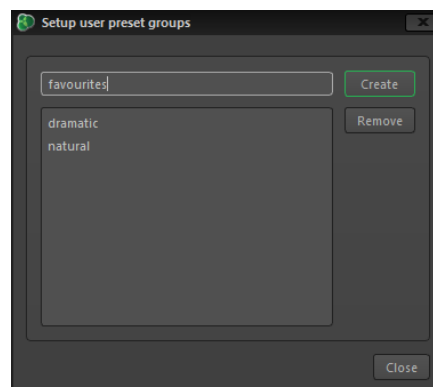 Setup user preset groups
favourites
Create
dramatic
Remove
natural
Close